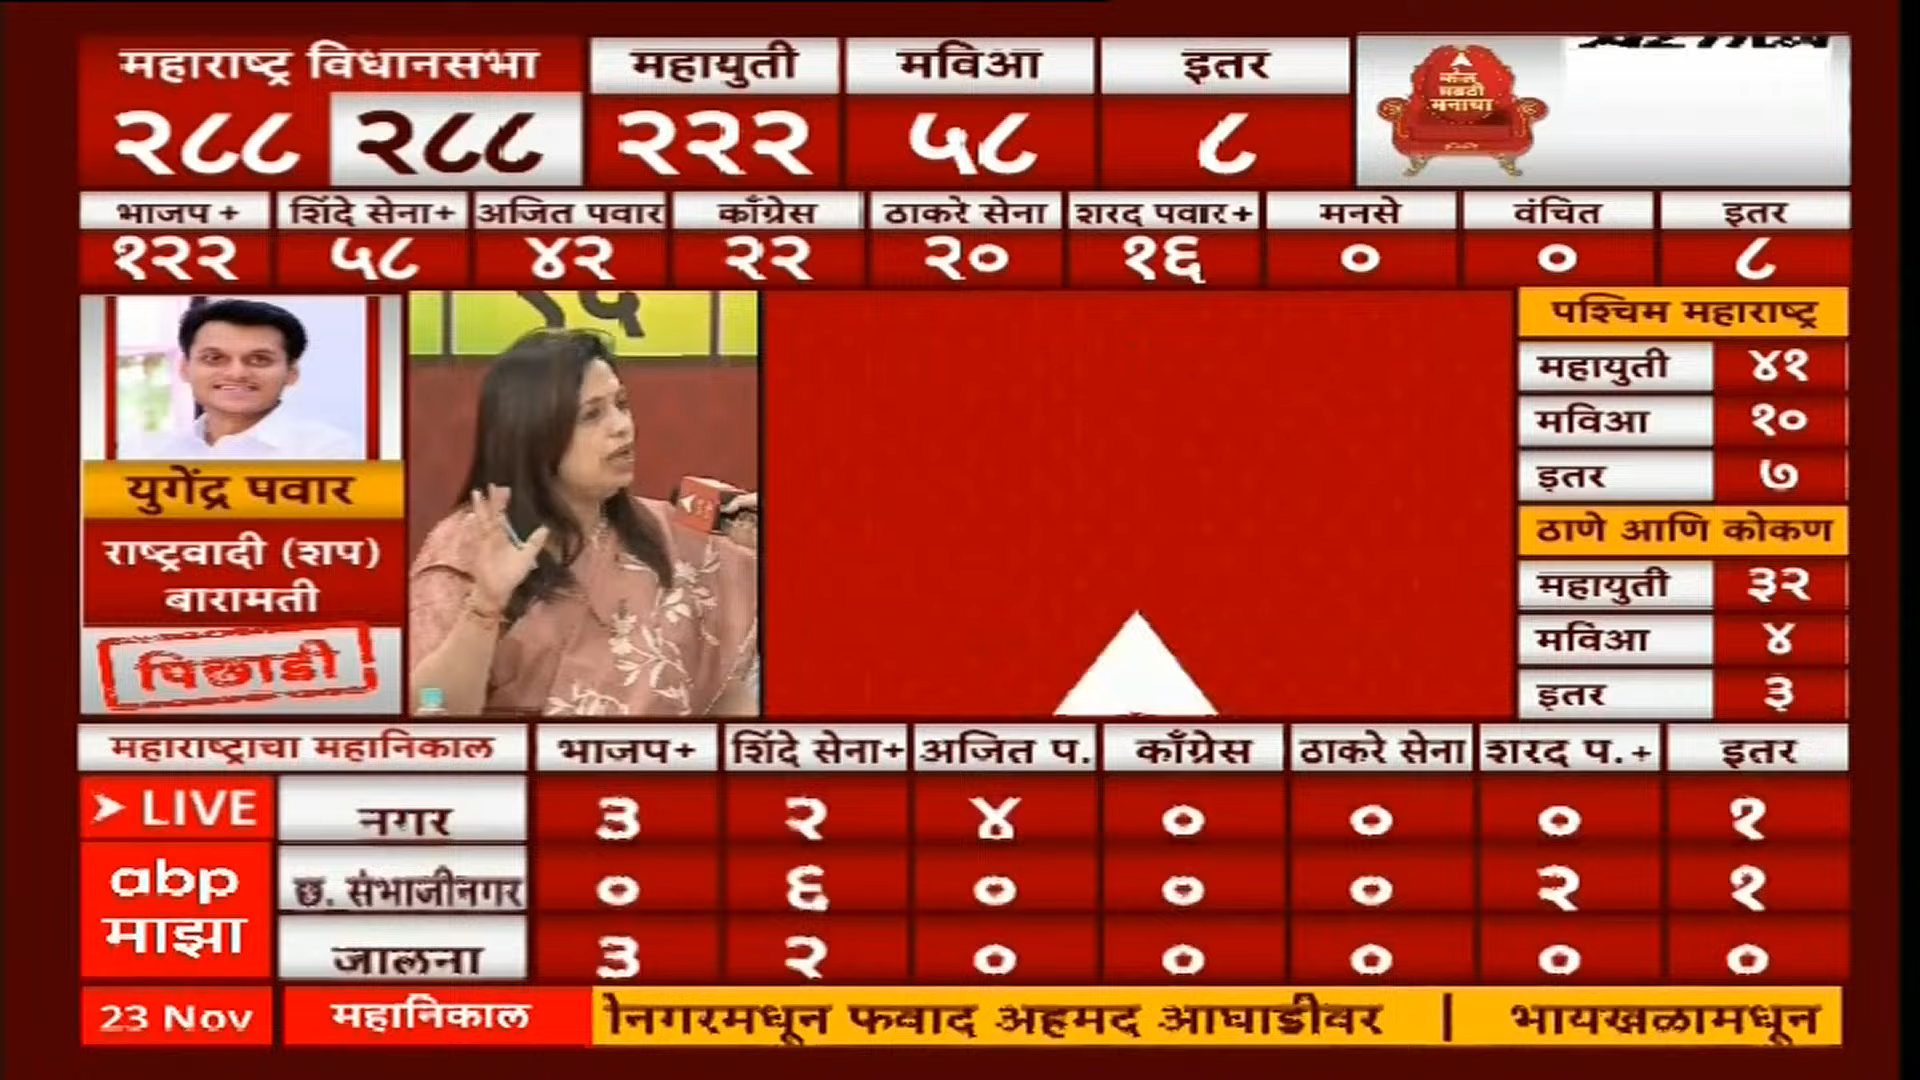 महाराष्ट्र विधानसभा
२८८ २८८
महायुती
२२२
मविआ
५८
इतर
८
मराठी
मनाचा
भाजप + शिंदे सेना+ अजित पवार काँग्रेस ठाकरे सेना शरद पवार+ मनसे वंचित इतर
१२२ ५८ ४२ २२ २० १६ ० ० ८
युगेंद्र पवार
राष्ट्रवादी (शप)
बारामती
पिछाडी
पश्चिम महाराष्ट्र
महायुती ४१
मविआ १०
इतर ७
ठाणे आणि कोकण
महायुती ३२
मविआ ४
इतर ३
महाराष्ट्राचा महानिकाल भाजप+ शिंदे सेना+ अजित प. काँग्रेस ठाकरे सेना शरद प.+ इतर
नगर ३ २ ४ ० ० ० १
छ. संभाजीनगर ० ६ ० ० ० २ १
जालना ३ २ ० ० ० ० ०
LIVE
abp
माझा
23 Nov महानिकाल नगरमधून फवाद अहमद आघाडीवर | भायखळामधून